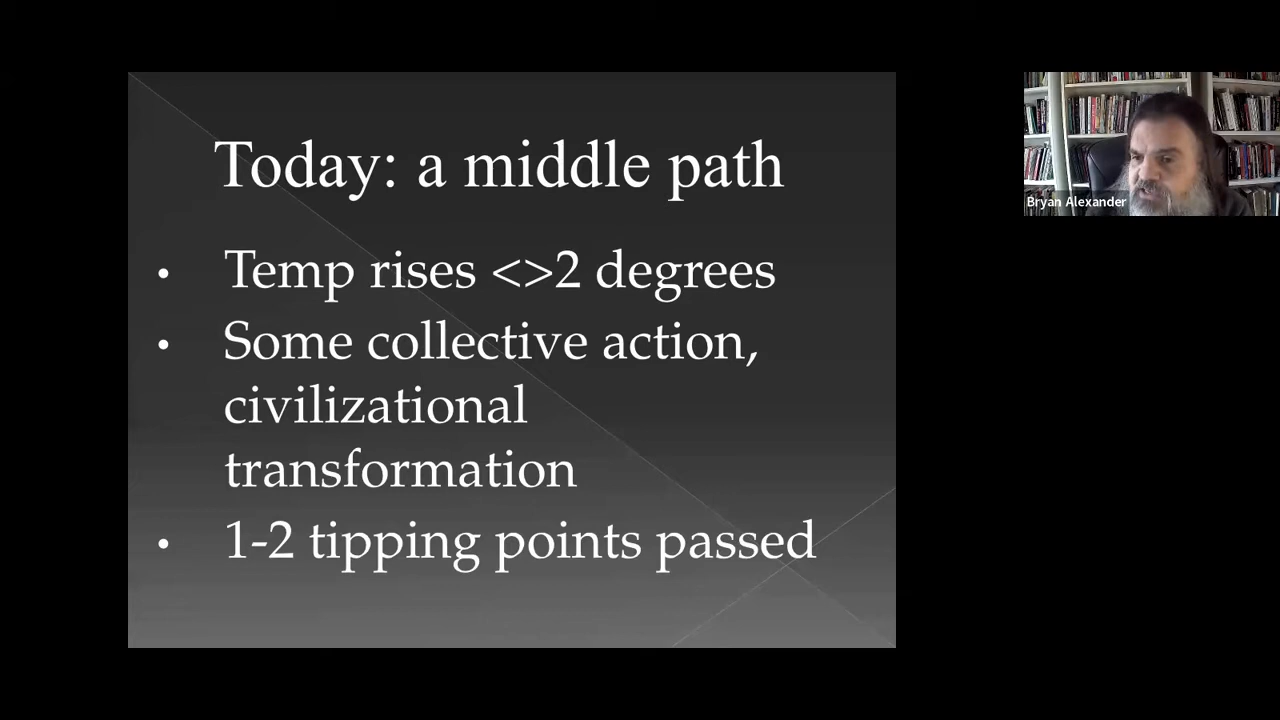 Today: a middle path
• Temp rises <>2 degrees
• Some collective action,
civilizational
transformation
• 1-2 tipping points passed
Bryan Alexander